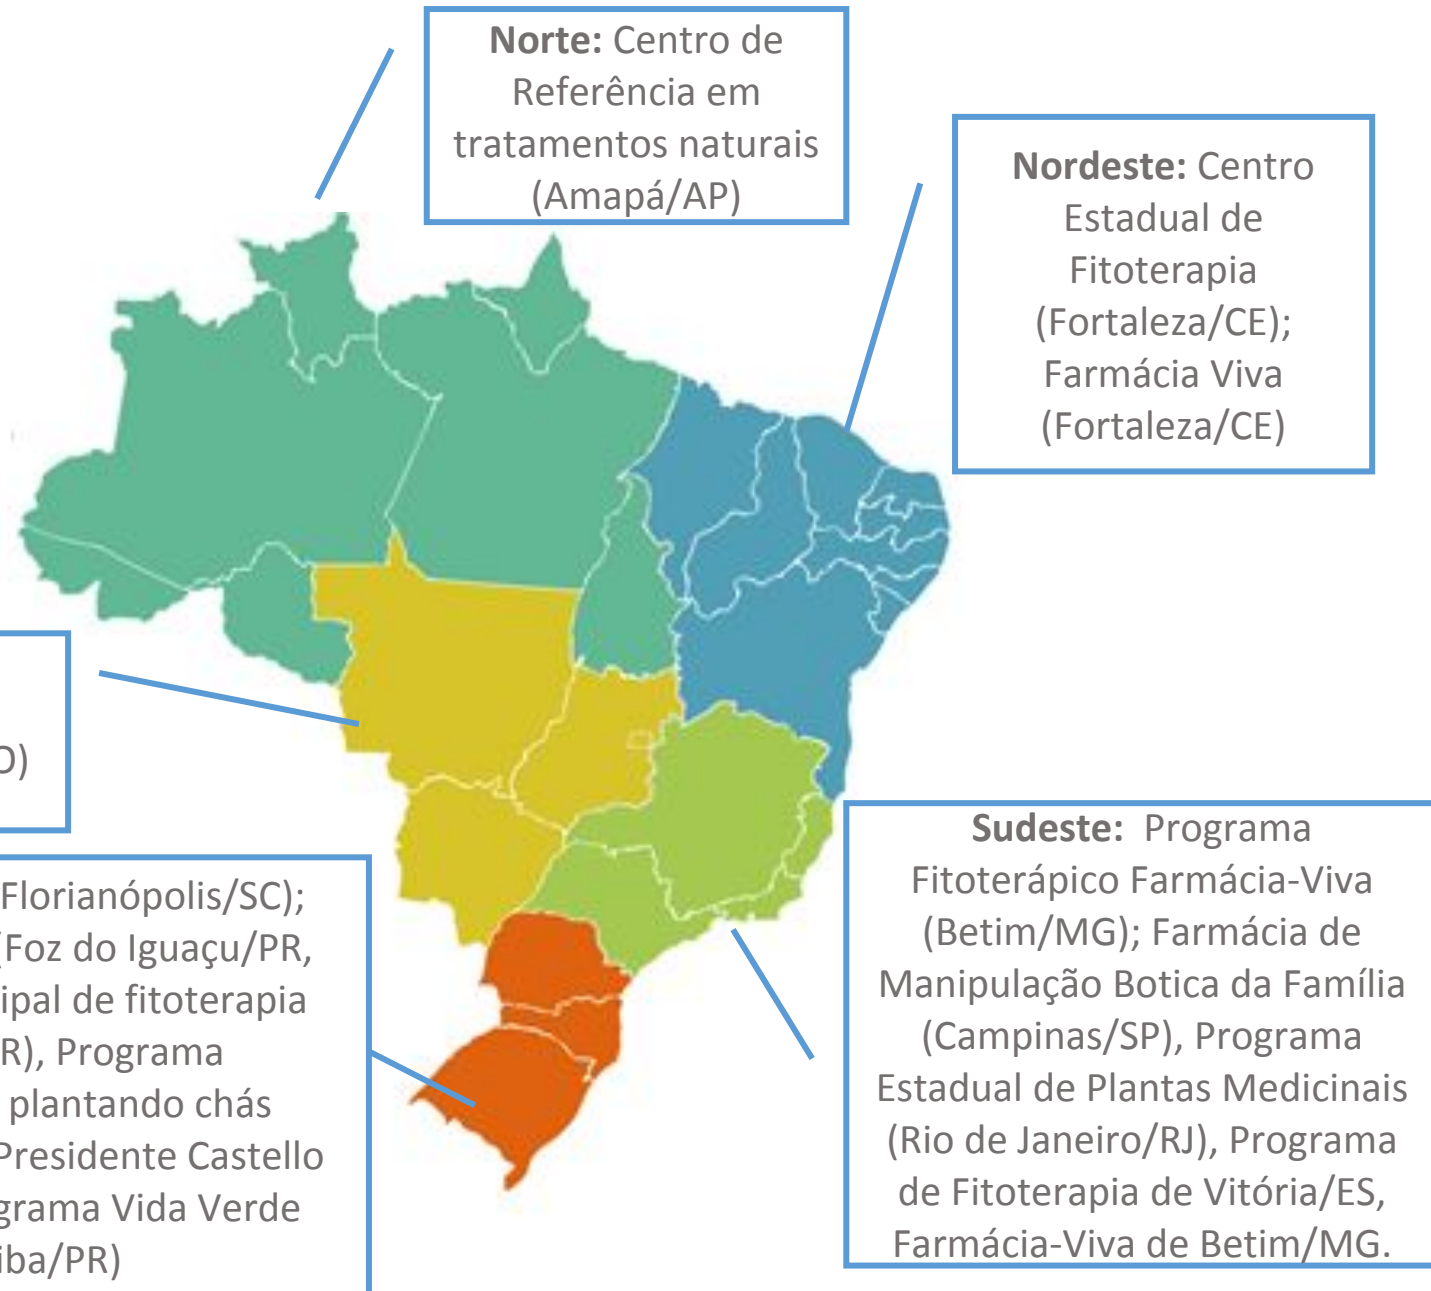 Norte: Centro de
Referência em
tratamentos naturais
(Amapá/AP)
Nordeste: Centro
Estadual de
Fitoterapia
(Fortaleza/CE);
Farmácia Viva
(Fortaleza/CE)
O)
Florianópolis/SC);
(Foz do Iguaçu/PR,
ipal de fitoterapia
R), Programa
plantando chás
Presidente Castello
grama Vida Verde
iba/PR)
Sudeste: Programa
Fitoterápico Farmácia-Viva
(Betim/MG); Farmácia de
Manipulação Botica da Família
(Campinas/SP), Programa
Estadual de Plantas Medicinais
(Rio de Janeiro/RJ), Programa
de Fitoterapia de Vitória/ES,
Farmácia-Viva de Betim/MG.